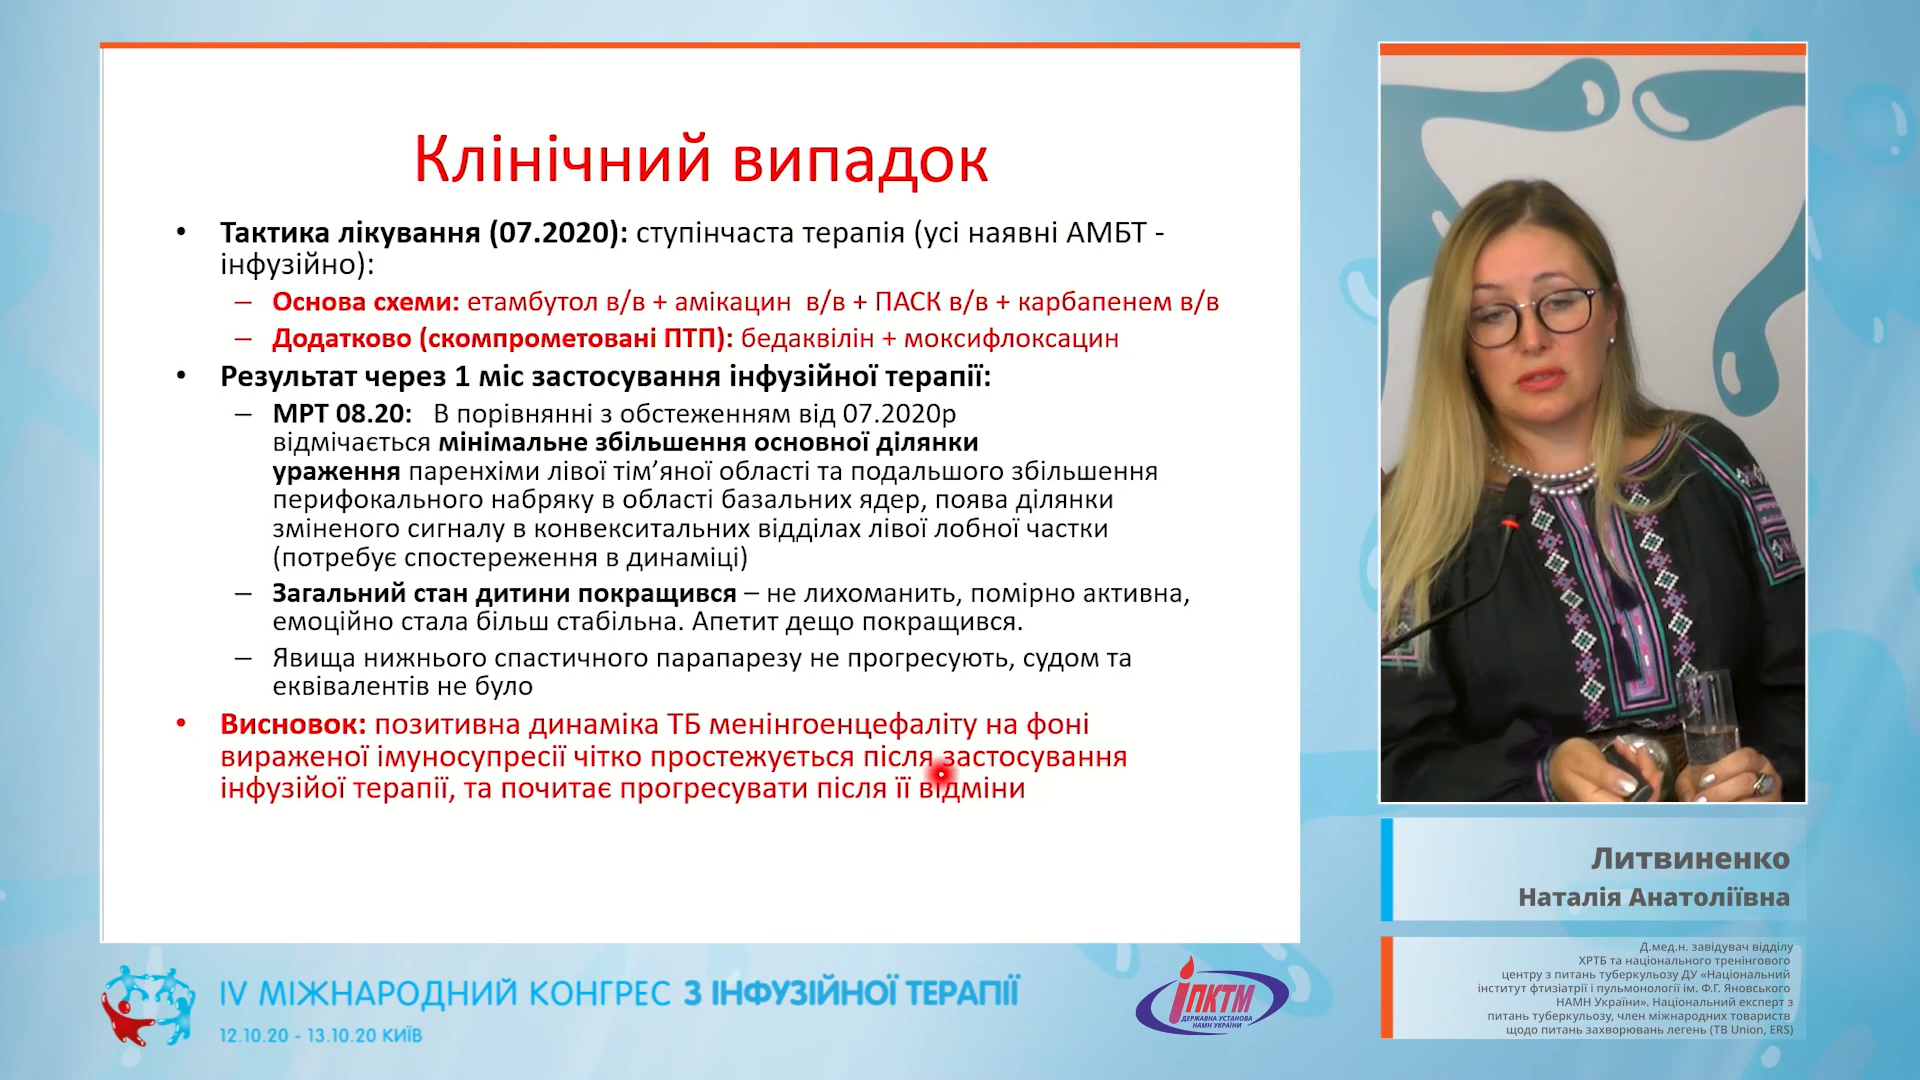 Клінічний випадок
• Тактика лікування (07.2020): ступінчаста терапія (усі наявні АМБТ -
інфузійно):
– Основа схеми: етамбутол в/в + амікацин в/в + ПАСК в/в + карбапенем в/в
– Додатково (скомпрометовані ПТП): бедаквілін + моксифлоксацин
• Результат через 1 міс застосування інфузійної терапії:
– МРТ 08.20: В порівнянні з обстеженням від 07.2020р
відмічається мінімальне збільшення основної ділянки
ураження паренхіми лівої тім’яної області та подальшого збільшення
перифокального набряку в області базальних ядер, поява ділянки
зміненого сигналу в конвекситальних відділах лівої лобної частки
(потребує спостереження в динаміці)
– Загальний стан дитини покращився – не лихоманить, помірно активна,
емоційно стала більш стабільна. Апетит дещо покращився.
– Явища нижнього спастичного парапарезу не прогресують, судом та
еквівалентів не було
• Висновок: позитивна динаміка ТБ менінгоенцефаліту на фоні
вираженої імуносупресії чітко простежується після застосування
інфузійої терапії, та почитає прогресувати після її відміни
Литвиненко
Наталія Анатоліївна
Д.мед.н. завідувач відділу
ХРТБ та національного тренінгового
центру з питань туберкульозу ДУ «Національний
інститут фтизіатрії і пульмонології ім. Ф.Г. Яновського
НАМН України». Національний експерт з
питань туберкульозу, член міжнародних товариств
щодо питань захворювань легень (TB Union, ERS)
IV МІЖНАРОДНИЙ КОНГРЕС З ІНФУЗІЙНОЇ ТЕРАПІЇ
12.10.20 - 13.10.20 КИЇВ
ІПКТМ
ДЕРЖАВНА УСТАНОВА
НАМН УКРАЇНИ